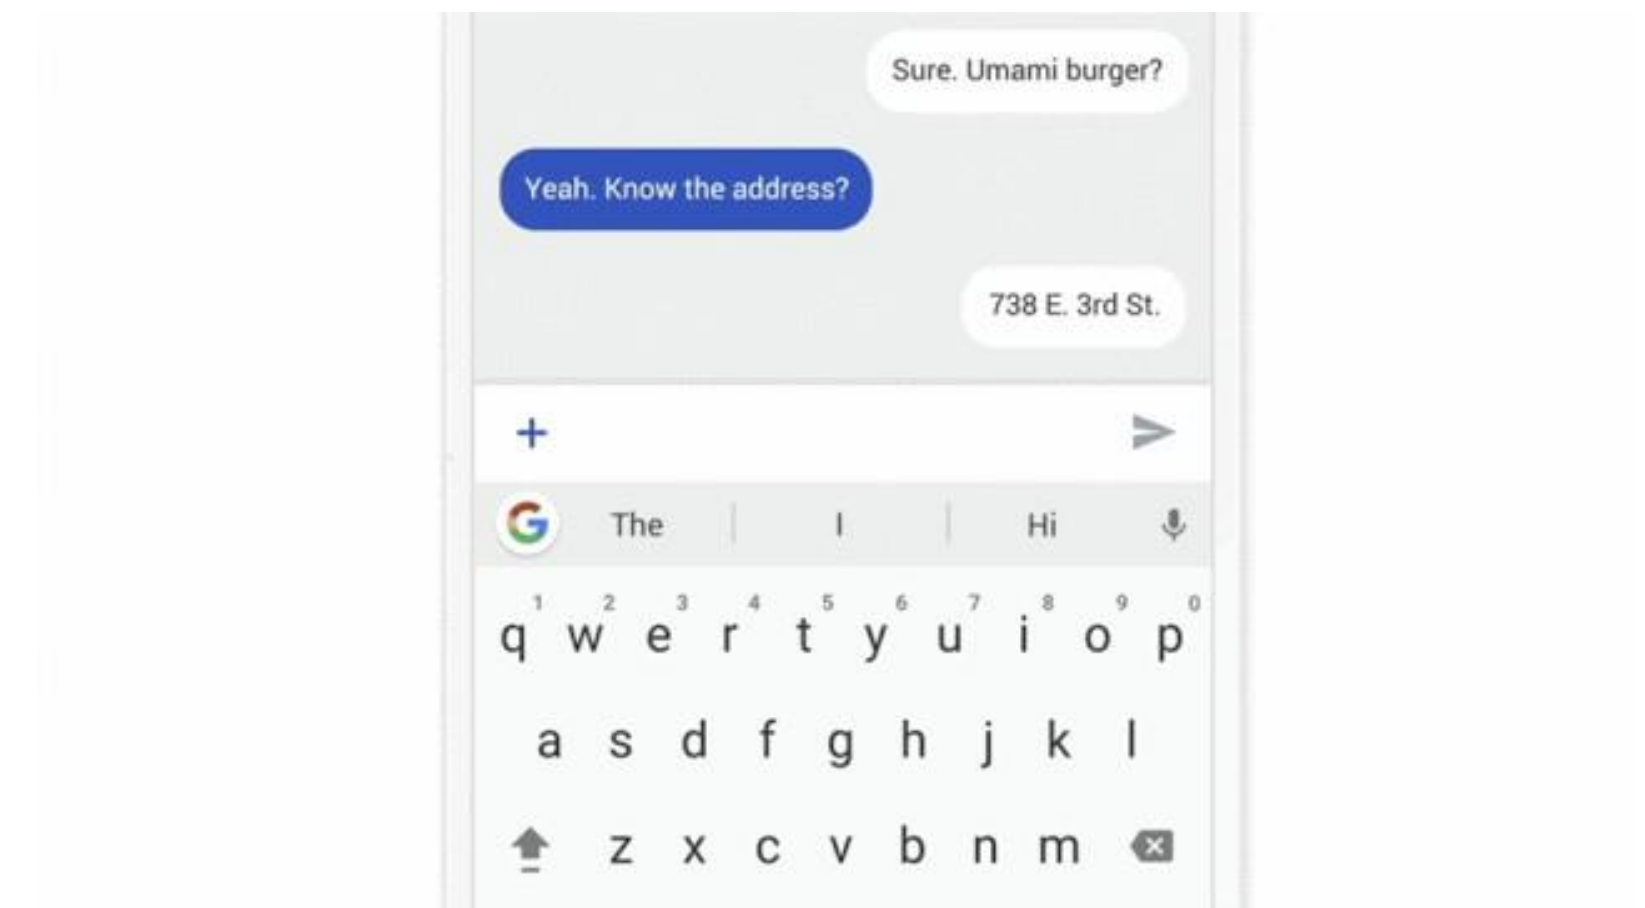 Sure. Umami burger?
Yeah. Know the address?
738 E. 3rd St.
+
G The I Hi
1 2 3 4 5 6 7 8 9 0
q w e r t y u i o p
a s d f g h j k l
z x c v b n m